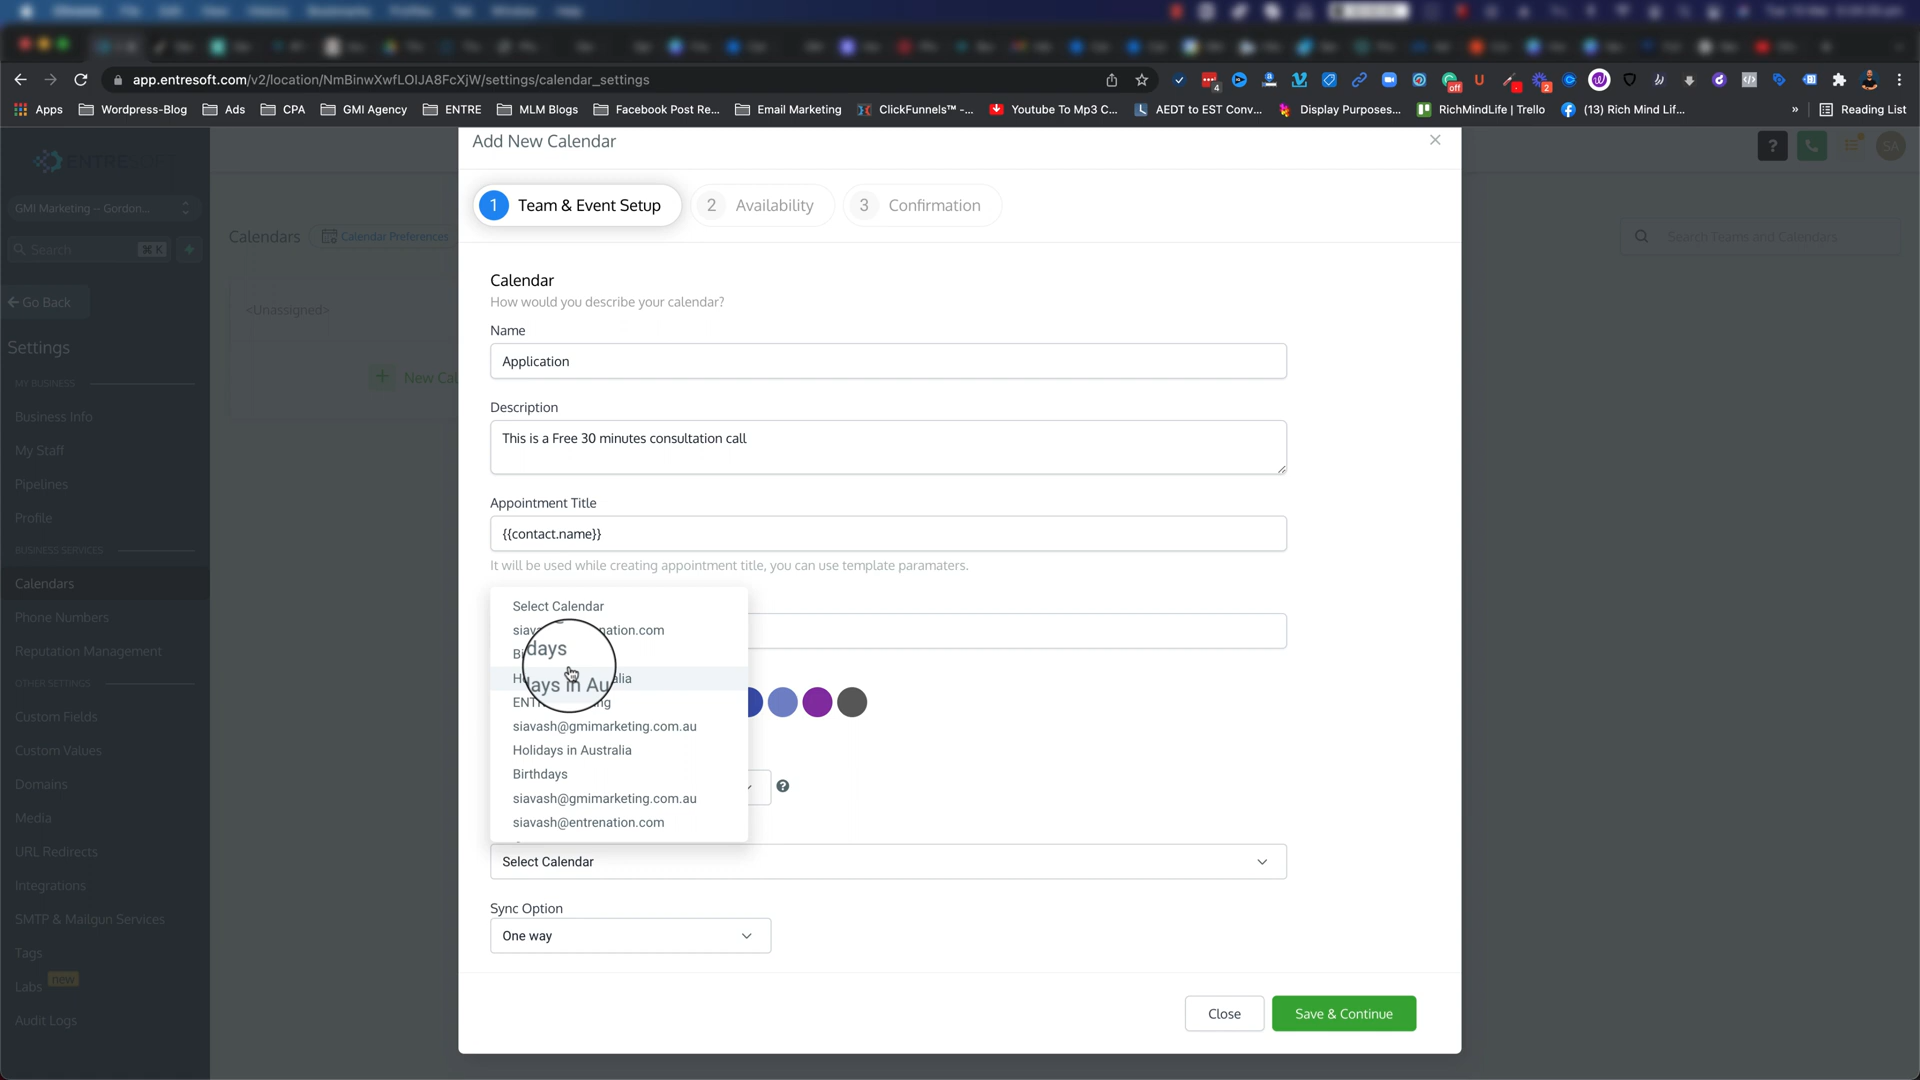 app.entresoft.com/v2/location/NmBinwXwfLOIJA8FcXjW/settings/calendar_settings
Apps Wordpress-Blog Ads CPA GMI Agency ENTRE MLM Blogs Facebook Post Re... Email Marketing ClickFunnels™ -... Youtube To Mp3 C... AEDT to EST Conv... Display Purposes... RichMindLife | Trello (13) Rich Mind Lif... » Reading List
ENTRESOFT
GMI Marketing -- Gordon...
Search ⌘ K +
Go Back
Settings
MY BUSINESS
Business Info
My Staff
Pipelines
Profile
BUSINESS SERVICES
Calendars
Phone Numbers
Reputation Management
OTHER SETTINGS
Custom Fields
Custom Values
Domains
Media
URL Redirects
Integrations
SMTP & Mailgun Services
Tags
Labs new
Audit Logs
Calendars Calendar Preferences
<Unassigned>
+ New Cal
Search Teams and Calendars
? SA
Add New Calendar ×
1 Team & Event Setup 2 Availability 3 Confirmation
Calendar
How would you describe your calendar?
Name
Application
Description
This is a Free 30 minutes consultation call
Appointment Title
{{contact.name}}
It will be used while creating appointment title, you can use template paramaters.
Select Calendar
nation.com
days
ays in Au
alia
siavash@gmimarketing.com.au
Holidays in Australia
Birthdays
siavash@gmimarketing.com.au
siavash@entrenation.com
Select Calendar
Sync Option
One way
Close Save & Continue